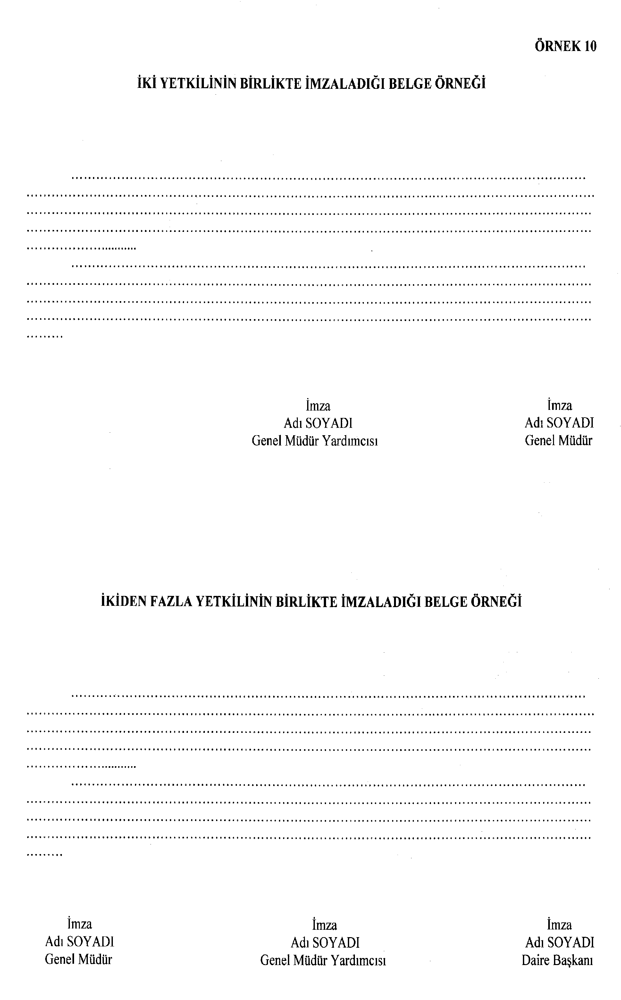 ÖRNEK 10
İKİ YETKİLİNİN BİRLİKTE İMZALADIĞI BELGE ÖRNEĞİ
..........................................................................................................................
.......................................................................................................................................
......................................................................................................................................
......................................................................................................................................
...........................
..........................................................................................................................
......................................................................................................................................
......................................................................................................................................
......................................................................................................................................
.........
İmza İmza
Adı SOYADI Adı SOYADI
Genel Müdür Yardımcısı Genel Müdür
İKİDEN FAZLA YETKİLİNİN BİRLİKTE İMZALADIĞI BELGE ÖRNEĞİ
..........................................................................................................................
.......................................................................................................................................
......................................................................................................................................
......................................................................................................................................
...........................
..........................................................................................................................
......................................................................................................................................
......................................................................................................................................
......................................................................................................................................
.........
İmza İmza İmza
Adı SOYADI Adı SOYADI Adı SOYADI
Genel Müdür Genel Müdür Yardımcısı Daire Başkanı